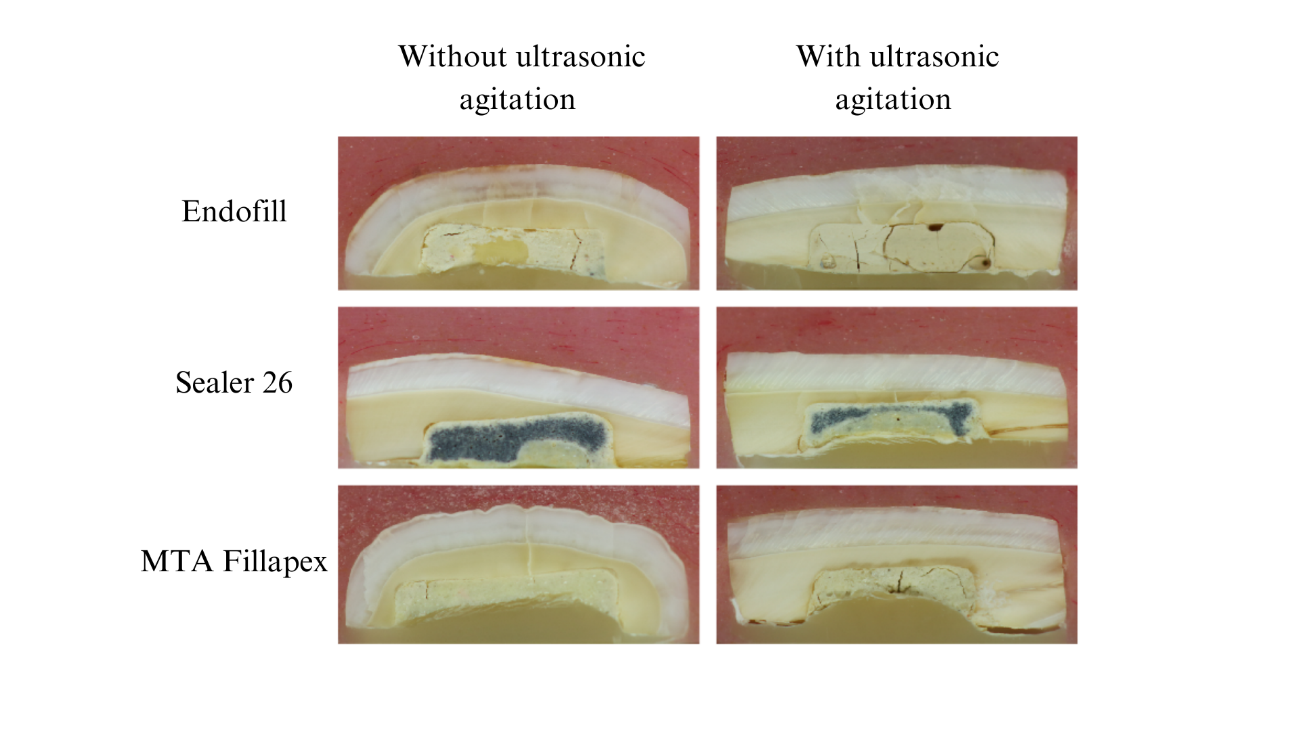 Without ultrasonic
agitation
With ultrasonic
agitation
Endofill
Sealer 26
MTA Fillapex